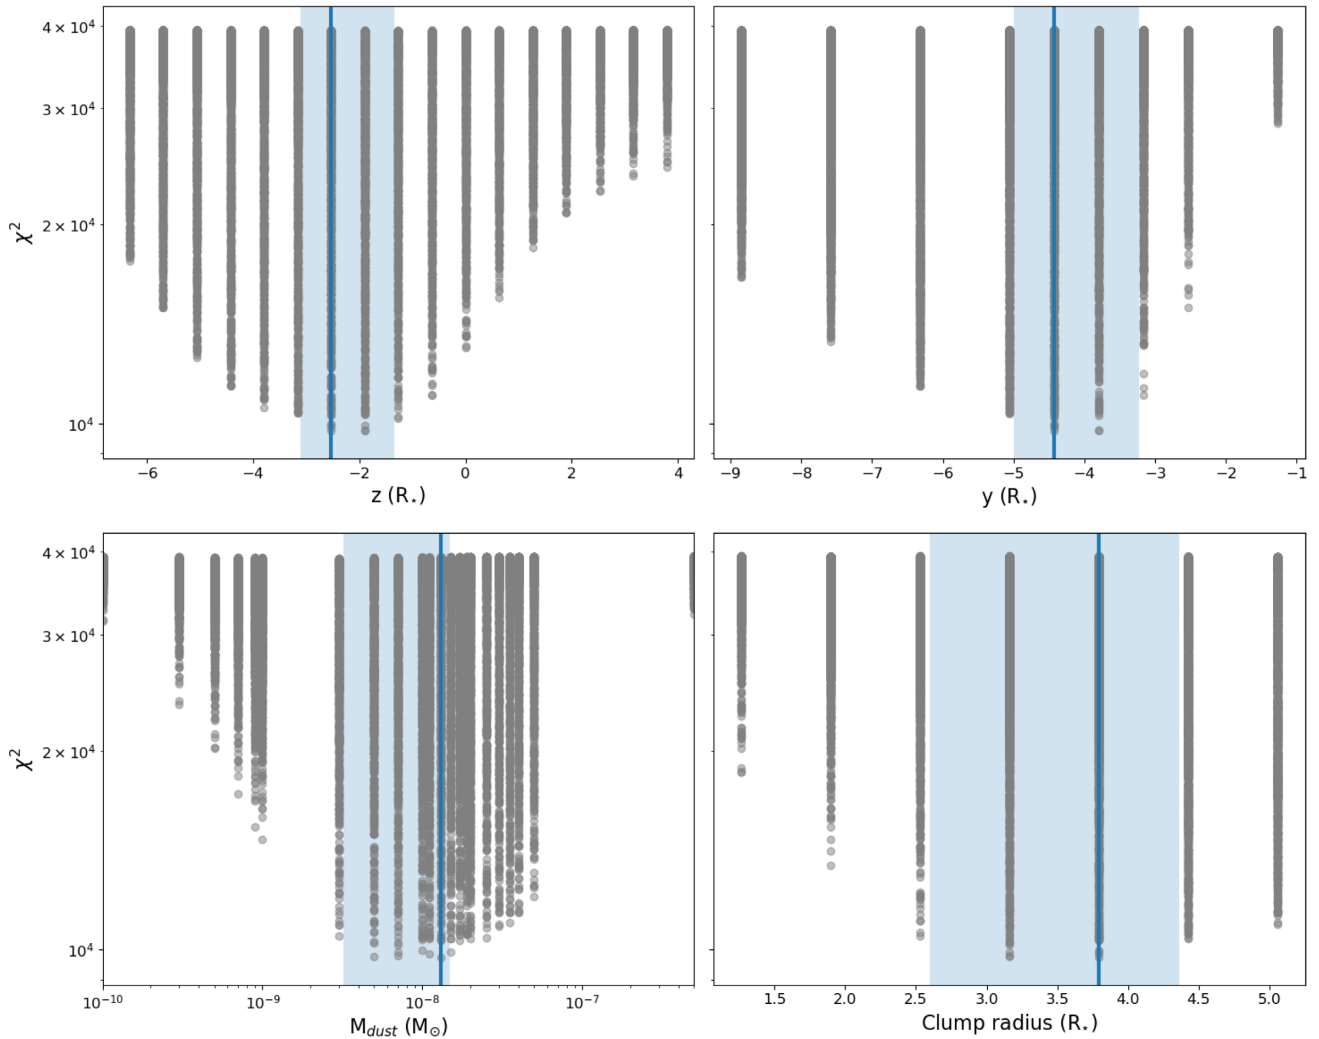 4 × 10⁴
3 × 10⁴
2 × 10⁴
10⁴
χ²
−6 −4 −2 0 2 4
z (R⋆)
−9 −8 −7 −6 −5 −4 −3 −2 −1
y (R⋆)
4 × 10⁴
3 × 10⁴
2 × 10⁴
10⁴
χ²
10⁻¹⁰ 10⁻⁹ 10⁻⁸ 10⁻⁷
M_dust (M⊙)
1.5 2.0 2.5 3.0 3.5 4.0 4.5 5.0
Clump radius (R⋆)